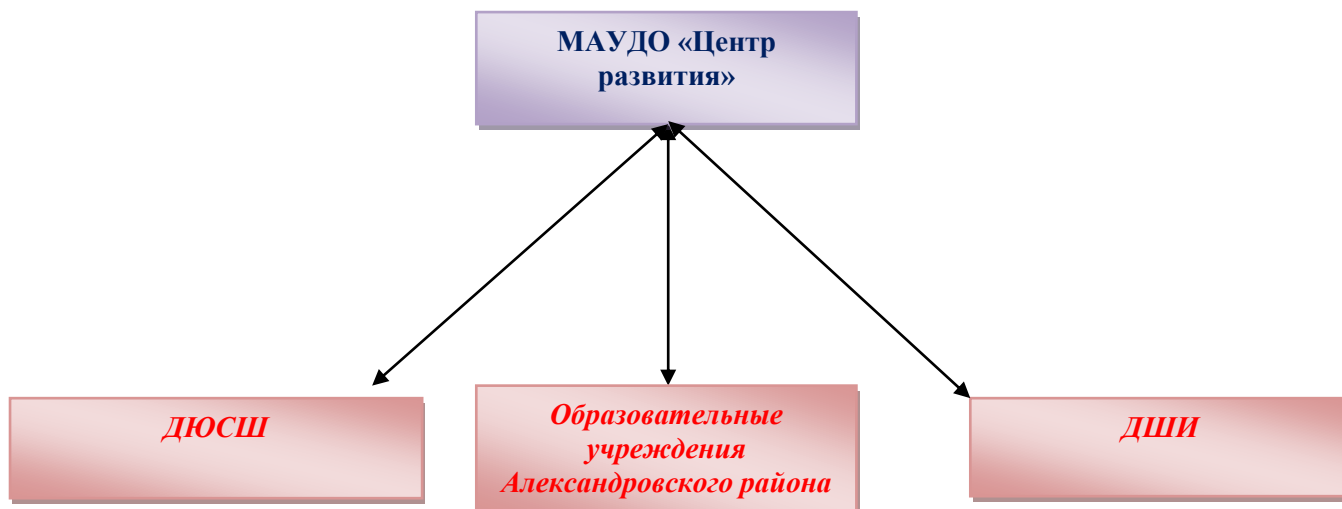 МАУДО «Центр
развития»
ДЮСШ
Образовательные
учреждения
Александровского района
ДШИ